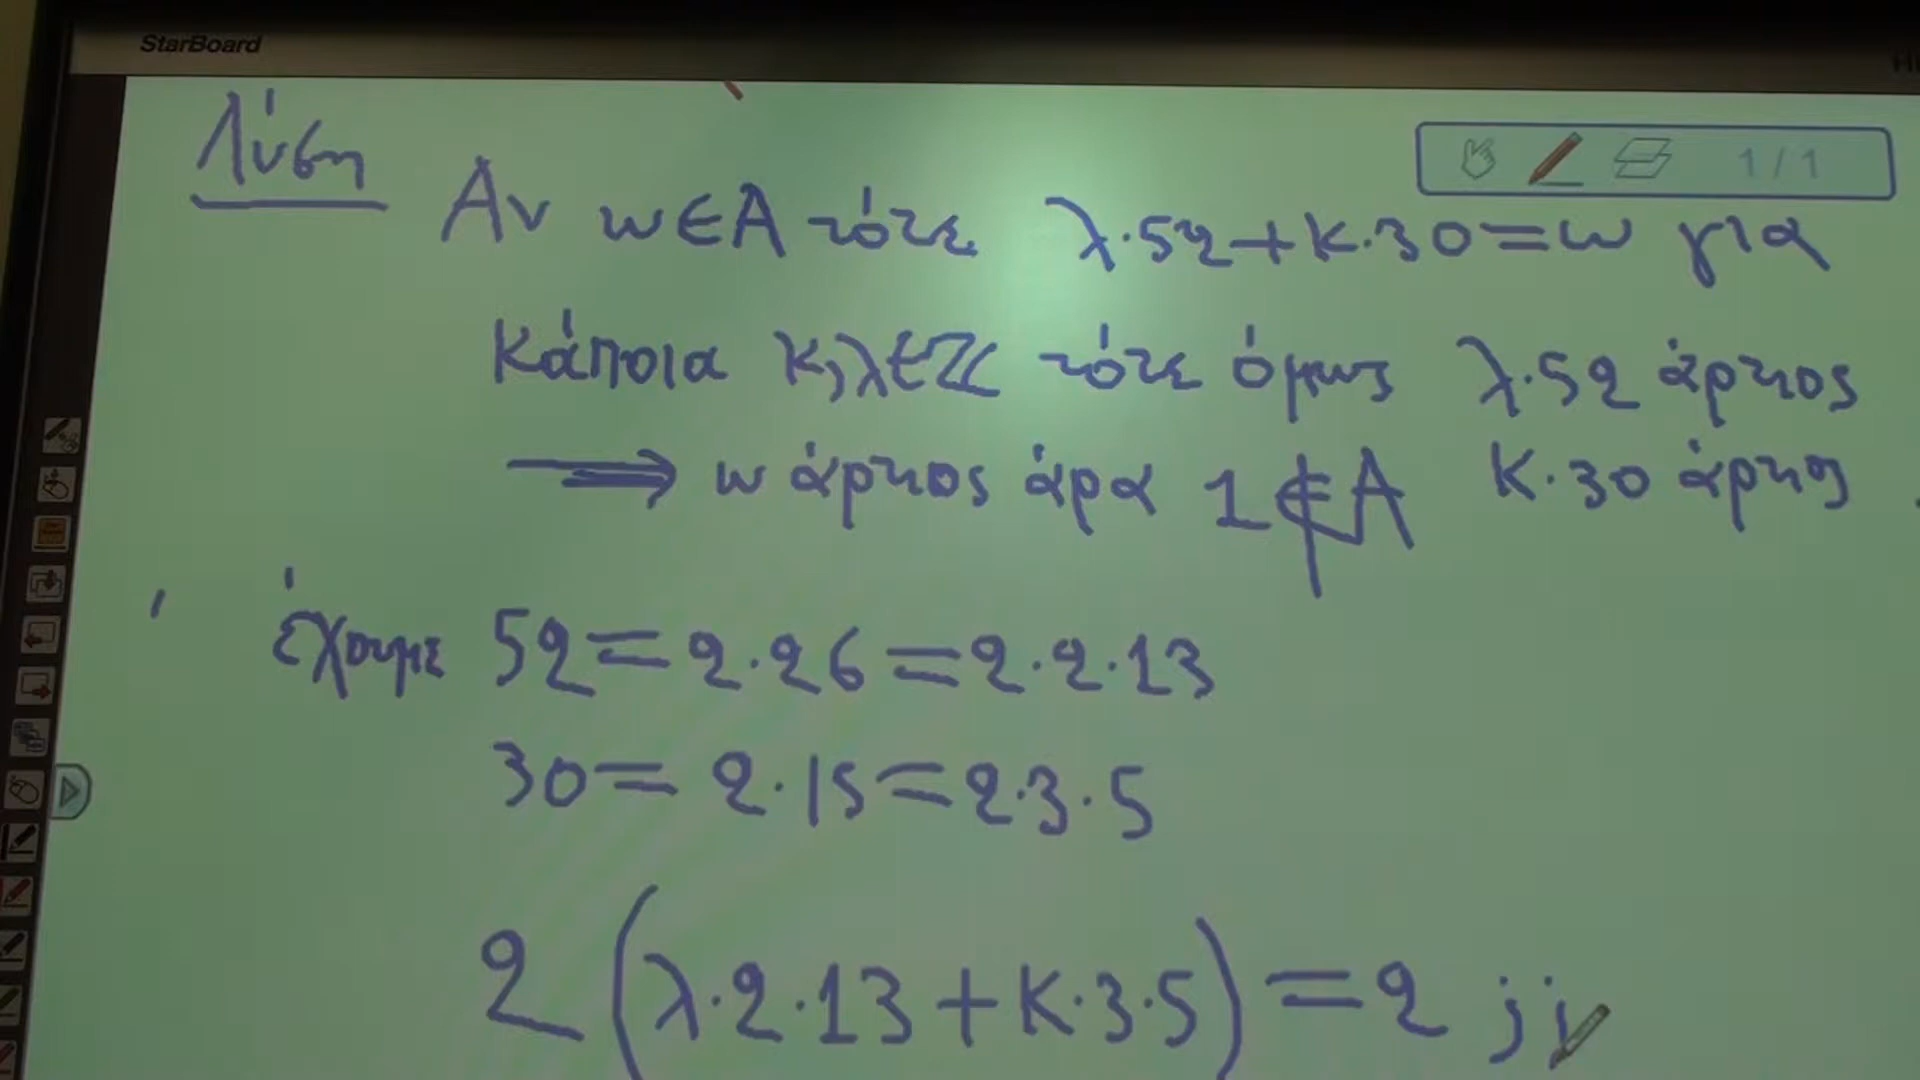 StarBoard
1 / 1
Λύση Αν ω∈A τότε λ·52+κ·30=ω για
κάποια κ,λ∈ℤ τότε όμως λ·52 άρτιος
⟹ ω άρτιος άρα 1∉A κ·30 άρτιος
έχουμε 52=2·26=2·2·13
30=2·15=2·3·5
2(λ·2·13+κ·3·5)=2 ;;